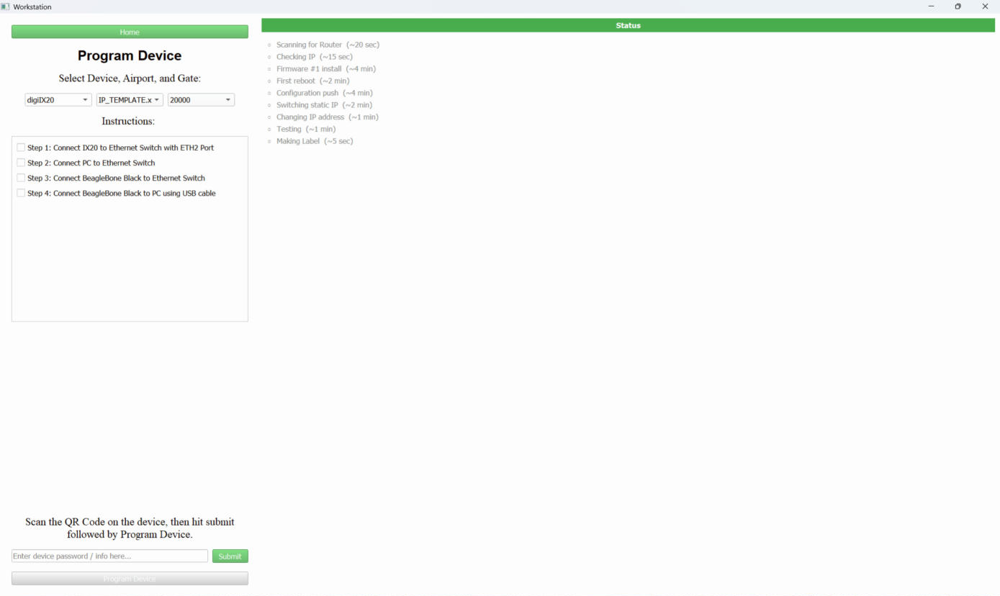 Workstation
Home
Program Device
Select Device, Airport, and Gate:
digiIX20
IP_TEMPLATE.x
20000
Instructions:
Step 1: Connect IX20 to Ethernet Switch with ETH2 Port
Step 2: Connect PC to Ethernet Switch
Step 3: Connect BeagleBone Black to Ethernet Switch
Step 4: Connect BeagleBone Black to PC using USB cable
Scan the QR Code on the device, then hit submit
followed by Program Device.
Enter device password / info here...
Submit
Program Device
Status
Scanning for Router (~20 sec)
Checking IP (~15 sec)
Firmware #1 install (~4 min)
First reboot (~2 min)
Configuration push (~4 min)
Switching static IP (~2 min)
Changing IP address (~1 min)
Testing (~1 min)
Making Label (~5 sec)